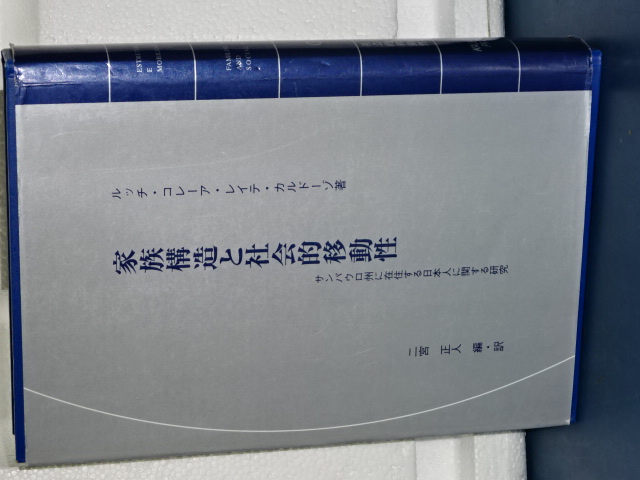 ルッチ・コレーア・レイテ・カルドーゾ著
家族構造と社会的移動性
サンパウロ州に在住する日本人に関する研究
二宮 正人 編・訳
E